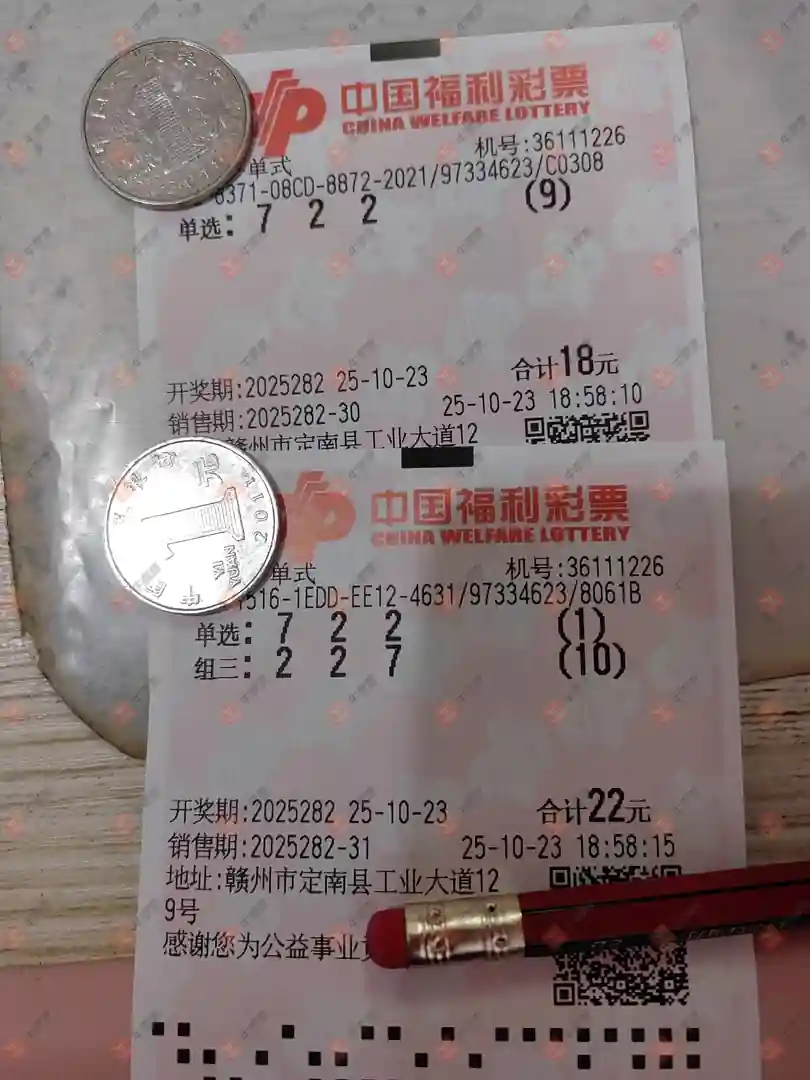 中国福利彩票
CHINA WELFARE LOTTERY
单式
机号:36111226
8371-08CD-8872-2021/97334623/C0308
单选: 7 2 2 (9)
合计18元
开奖期:2025282 25-10-23
销售期:2025282-30 25-10-23 18:58:10
赣州市定南县工业大道12
中国福利彩票
CHINA WELFARE LOTTERY
单式
机号:36111226
516-1EDD-EE12-4631/97334623/8061B
单选: 7 2 2 (1)
组三: 2 2 7 (10)
开奖期:2025282 25-10-23 合计22元
销售期:2025282-31 25-10-23 18:58:15
地址:赣州市定南县工业大道12
9号
感谢您为公益事业
元
1
YI YUAN
2011